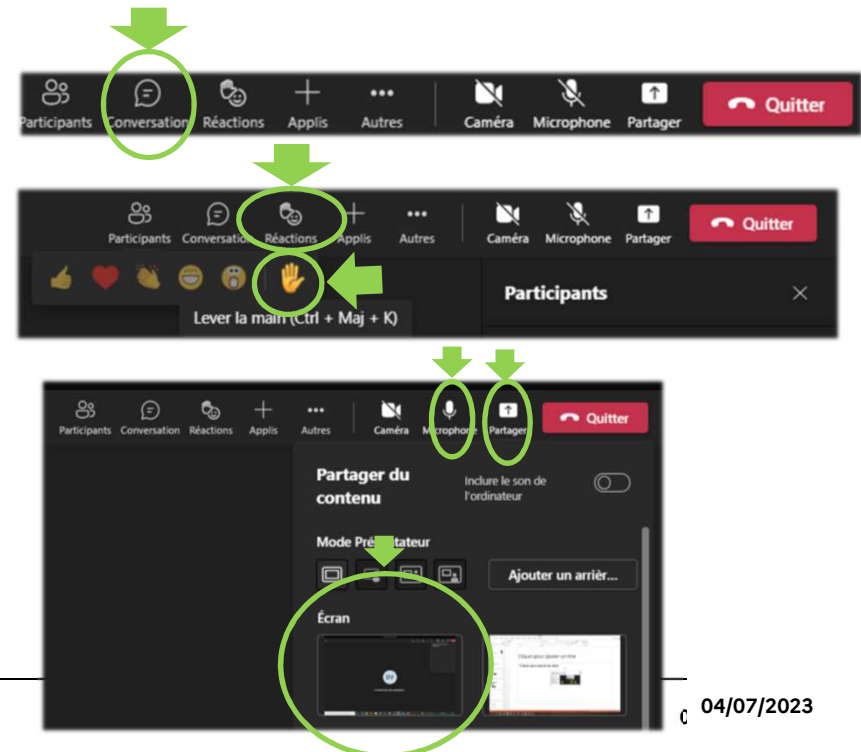 Participants Conversation Réactions Applis Autres Caméra Microphone Partager Quitter
Participants Conversation Réactions Applis Autres Caméra Microphone Partager Quitter
Participants
Lever la main (Ctrl + Maj + K)
Participants Conversation Réactions Applis Autres Caméra Microphone Partager Quitter
Partager du
contenu
Inclure le son de
l'ordinateur
Mode Présentateur
Ajouter un arrièr...
Écran
04/07/2023